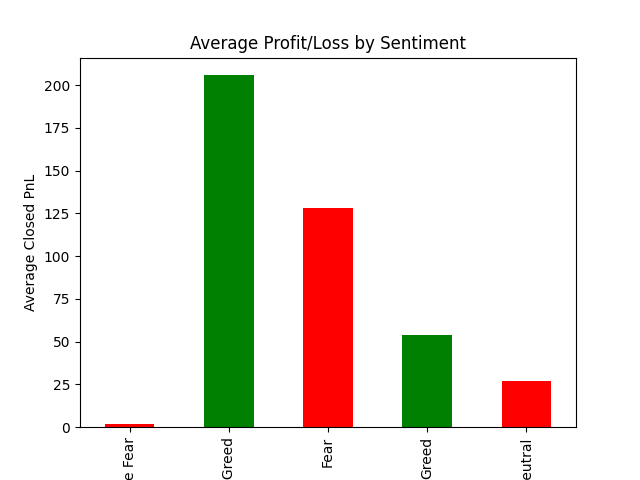 Average Profit/Loss by Sentiment
Average Closed PnL
200
175
150
125
100
75
50
25
0
e Fear
Greed
Fear
Greed
eutral